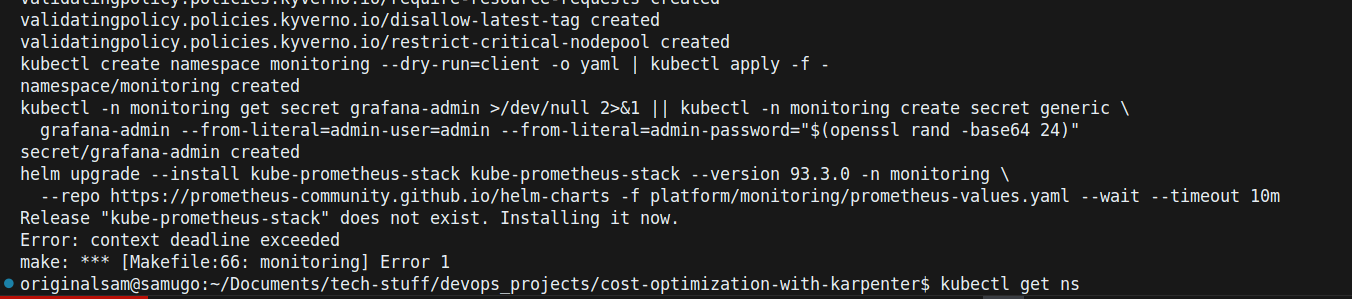 validatingpolicy.policies.kyverno.io/require-resource-requests created
validatingpolicy.policies.kyverno.io/disallow-latest-tag created
validatingpolicy.policies.kyverno.io/restrict-critical-nodepool created
kubectl create namespace monitoring --dry-run=client -o yaml | kubectl apply -f -
namespace/monitoring created
kubectl -n monitoring get secret grafana-admin >/dev/null 2>&1 || kubectl -n monitoring create secret generic \
  grafana-admin --from-literal=admin-user=admin --from-literal=admin-password="$(openssl rand -base64 24)"
secret/grafana-admin created
helm upgrade --install kube-prometheus-stack kube-prometheus-stack --version 93.3.0 -n monitoring \
  --repo https://prometheus-community.github.io/helm-charts -f platform/monitoring/prometheus-values.yaml --wait --timeout 10m
Release "kube-prometheus-stack" does not exist. Installing it now.
Error: context deadline exceeded
make: *** [Makefile:66: monitoring] Error 1
originalsam@samugo:~/Documents/tech-stuff/devops_projects/cost-optimization-with-karpenter$ kubectl get ns